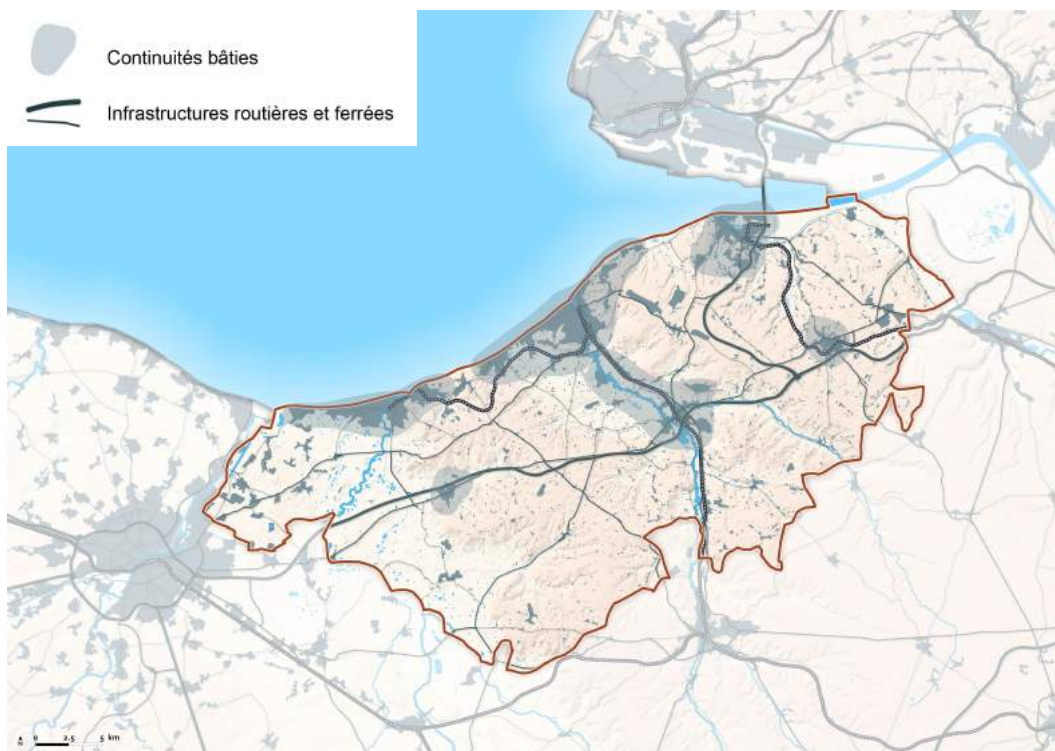 Continuités bâties
Infrastructures routières et ferrées
N 0 2.5 5 km